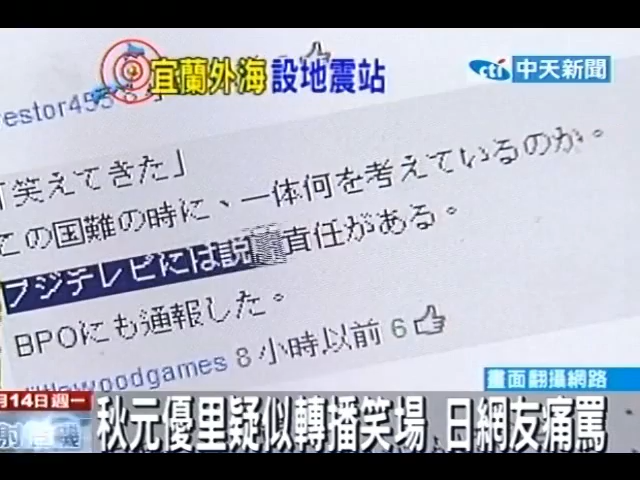 宜蘭外海 設地震站
cti 中天新聞
「笑えてきた」
この国難の時に、一体何を考えているのか。
フジテレビには説 責任がある。
BPOにも通報した。
woodgames 8 小時以前 6
畫面翻攝網路
月14日週一
秋元優里疑似轉播笑場 日網友痛罵